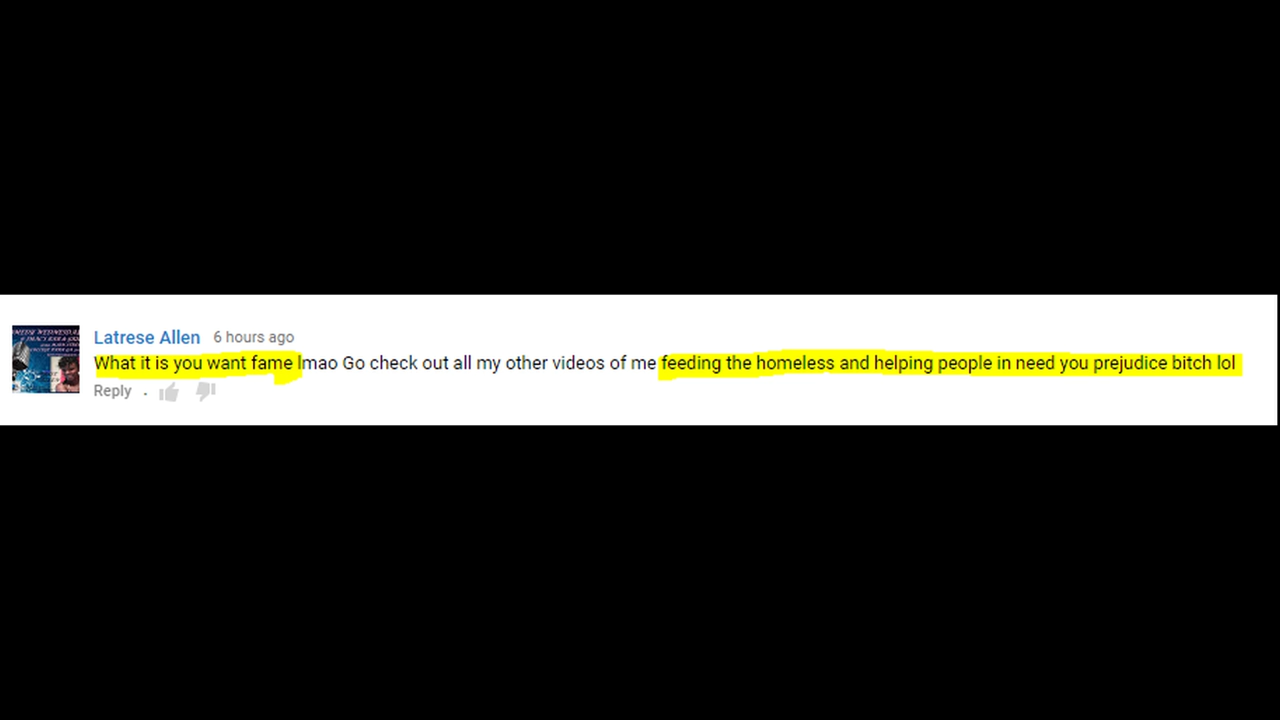 Latrese Allen 6 hours ago
What it is you want fame lmao Go check out all my other videos of me feeding the homeless and helping people in need you prejudice bitch lol
Reply .